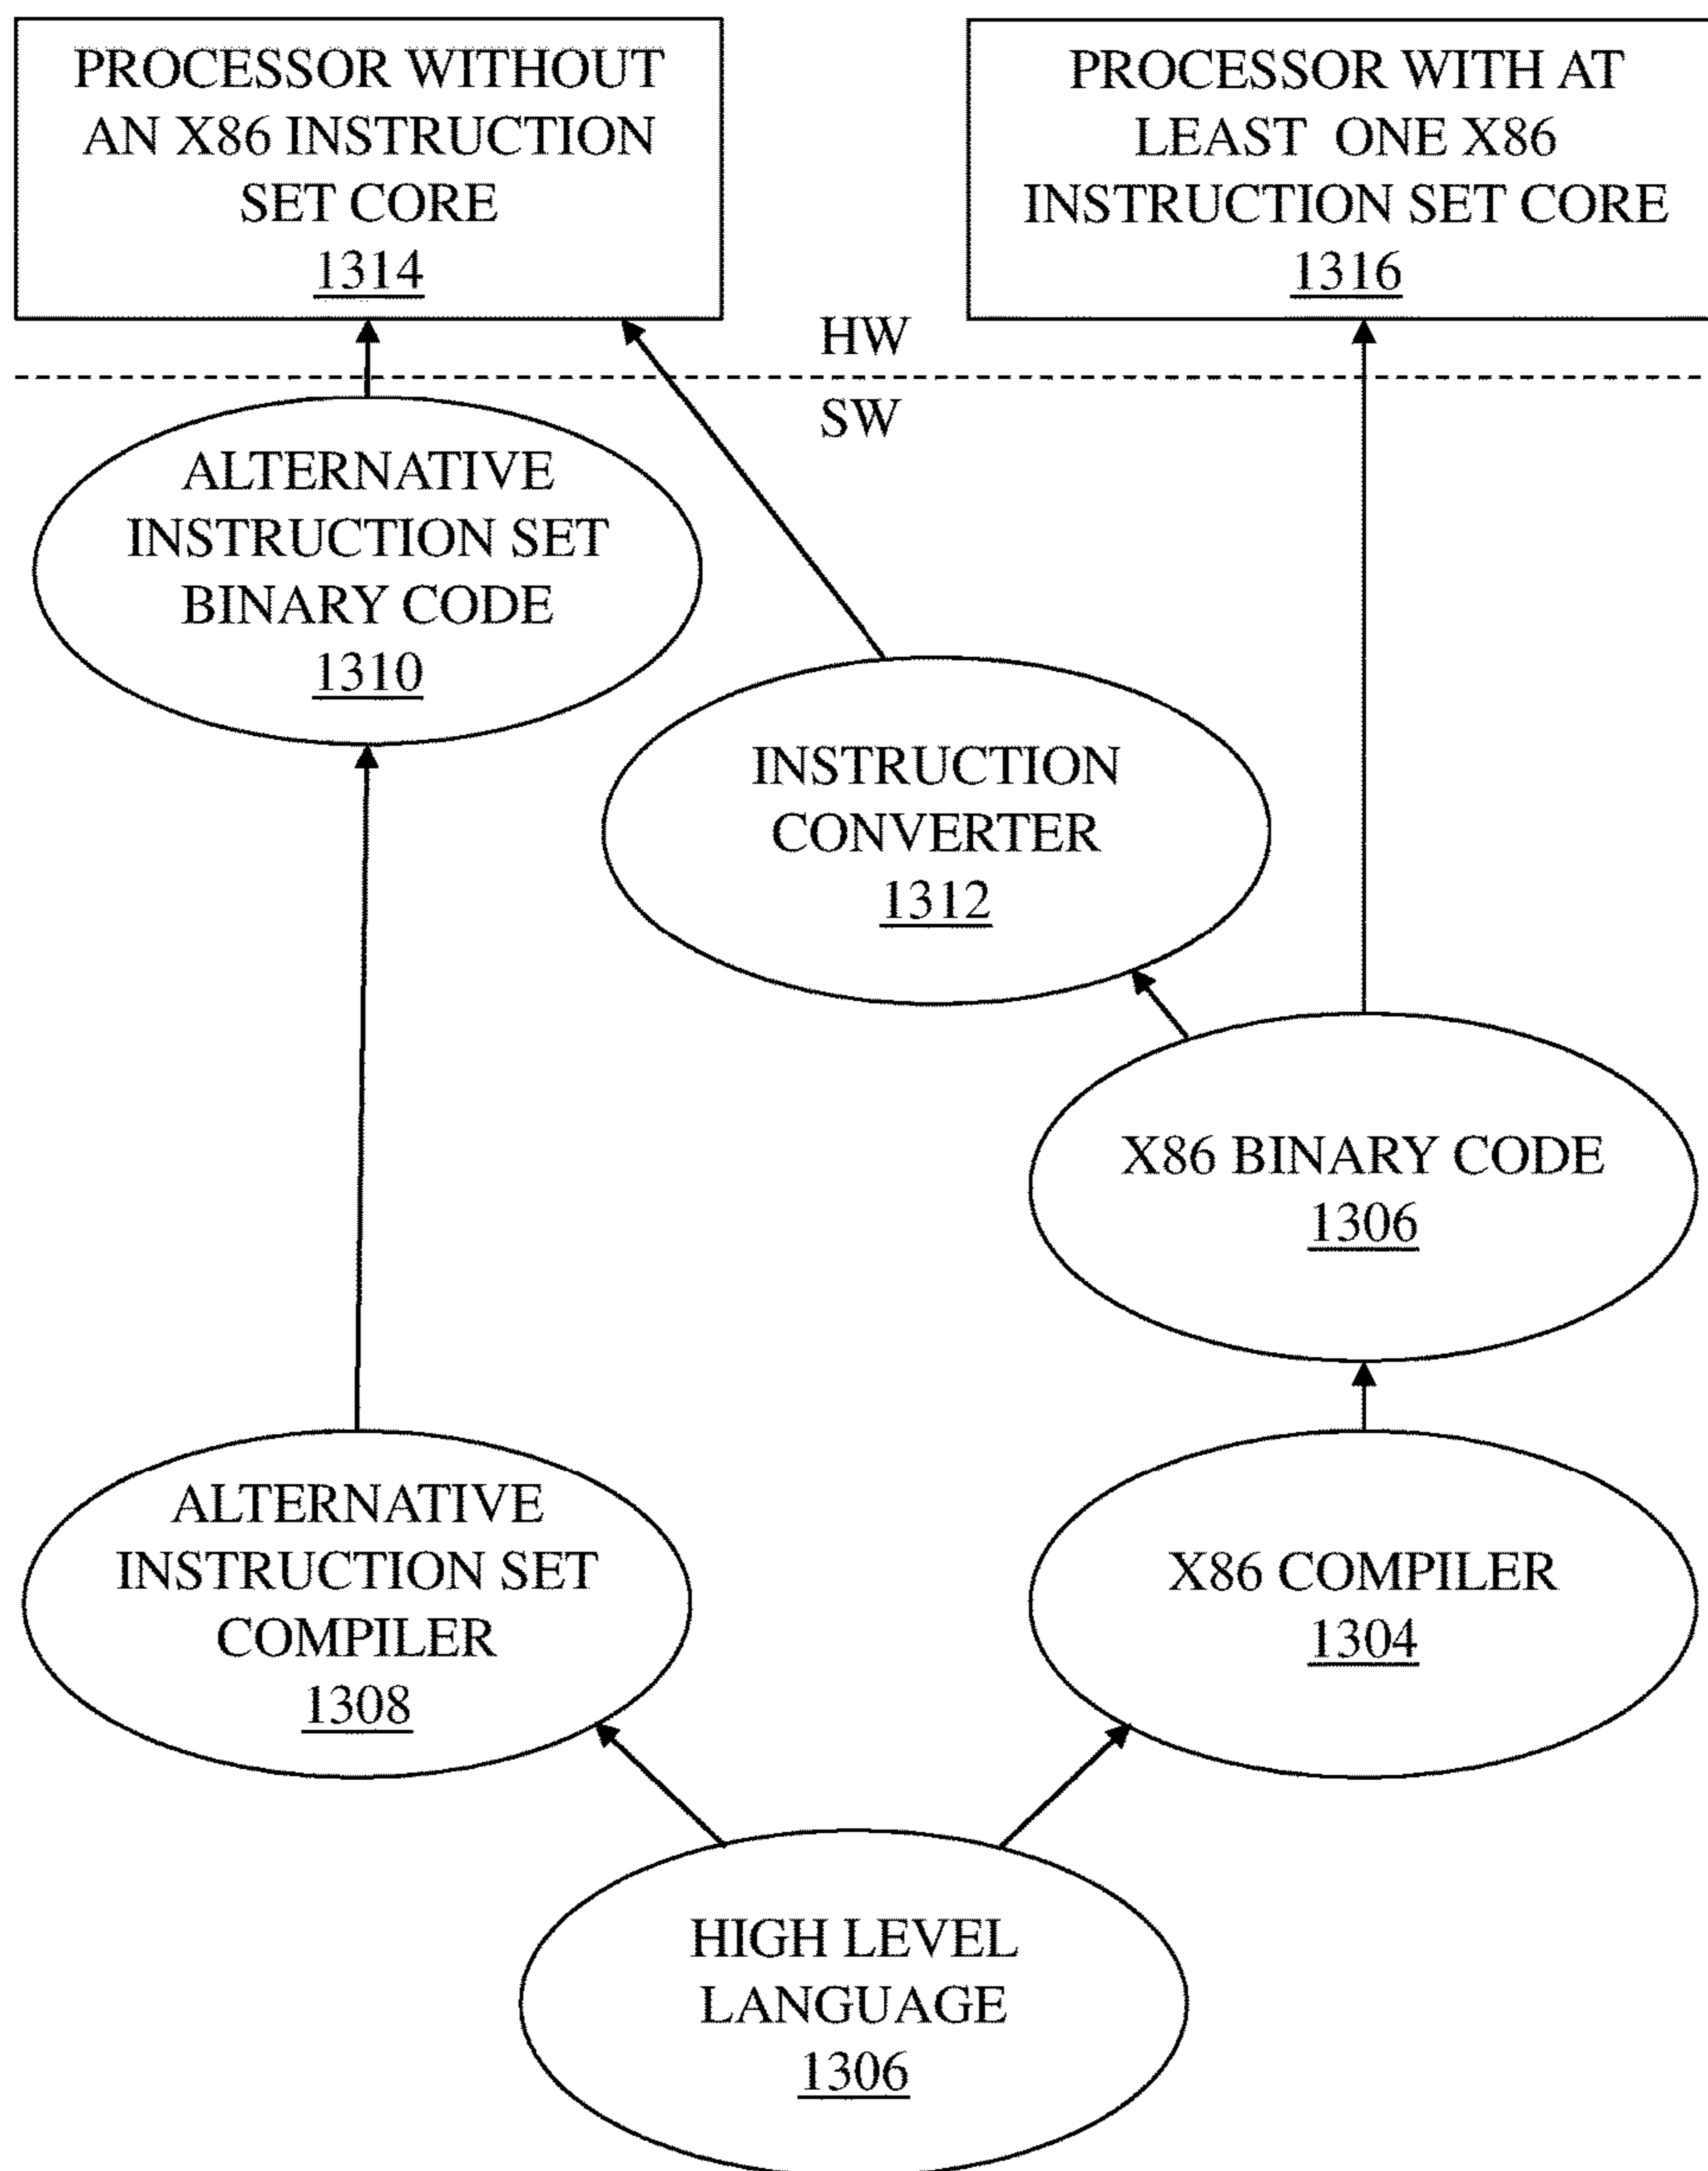 PROCESSOR WITHOUT
AN X86 INSTRUCTION
SET CORE
1314
PROCESSOR WITH AT
LEAST ONE X86
INSTRUCTION SET CORE
1316
HW
SW
ALTERNATIVE
INSTRUCTION SET
BINARY CODE
1310
INSTRUCTION
CONVERTER
1312
X86 BINARY CODE
1306
ALTERNATIVE
INSTRUCTION SET
COMPILER
1308
X86 COMPILER
1304
HIGH LEVEL
LANGUAGE
1306